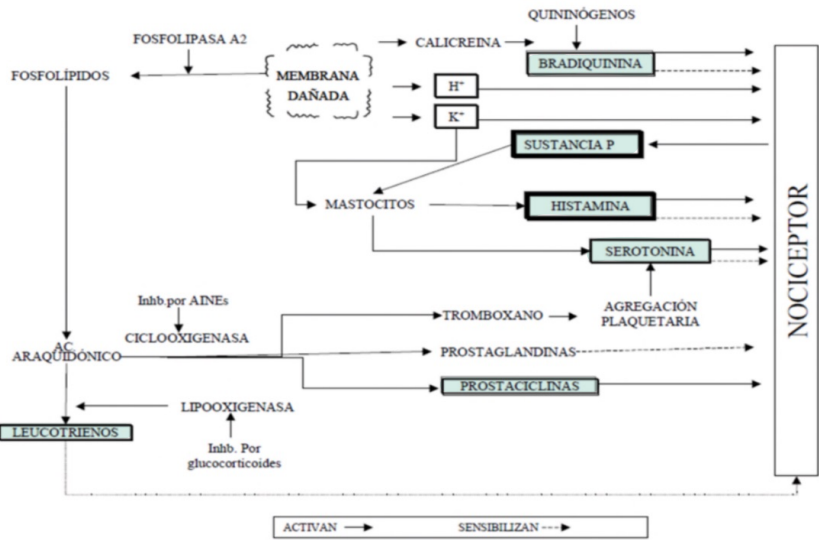 QUININÓGENOS
FOSFOLIPASA A2
CALICREINA
BRADIQUININA
FOSFOLÍPIDOS
MEMBRANA
DAÑADA
H+
K+
SUSTANCIA P
MASTOCITOS
HISTAMINA
SEROTONINA
NOCICEPTOR
Inhb.por AINEs
CICLOOXIGENASA
TROMBOXANO
AGREGACIÓN
PLAQUETARIA
AC
ARAQUIDÓNICO
PROSTAGLANDINAS
PROSTACICLINAS
LIPOOXIGENASA
LEUCOTRIENOS
Inhb. Por
glucocorticoides
ACTIVAN SENSIBILIZAN